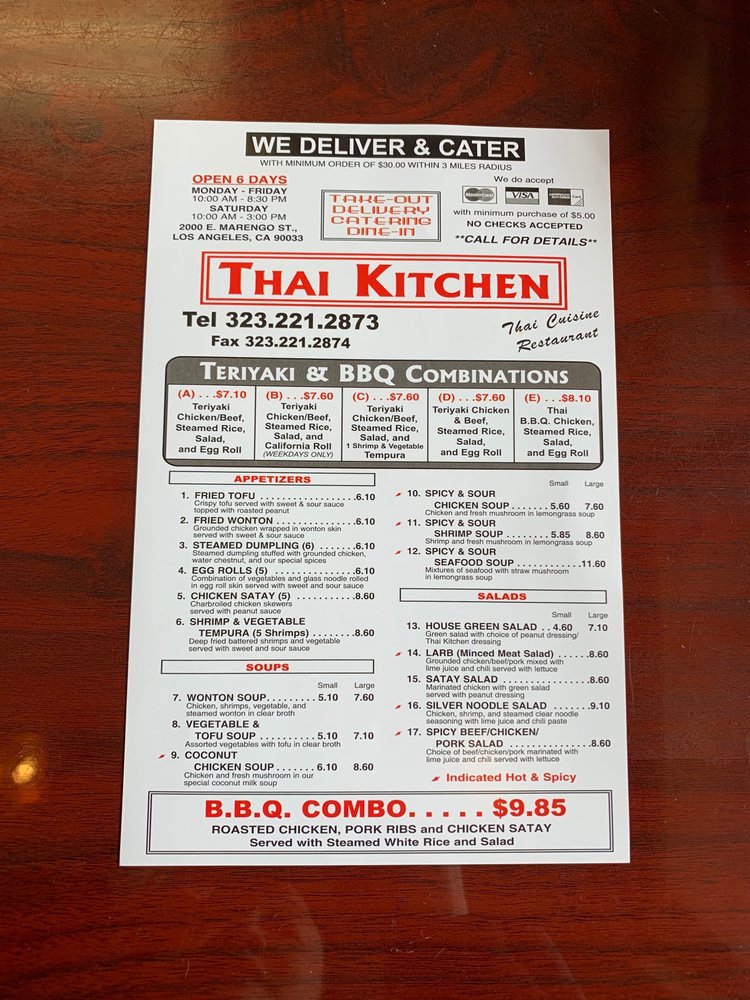 WE DELIVER & CATER
WITH MINIMUM ORDER OF $30.00 WITHIN 3 MILES RADIUS
OPEN 6 DAYS
MONDAY - FRIDAY
10:00 AM - 8:30 PM
SATURDAY
10:00 AM - 3:00 PM
2000 E. MARENGO ST.,
LOS ANGELES, CA 90033
TAKE-OUT
DELIVERY
CATERING
DINE-IN
We do accept
MasterCard VISA AMERICAN EXPRESS
with minimum purchase of $5.00
NO CHECKS ACCEPTED
**CALL FOR DETAILS**
THAI KITCHEN
Tel 323.221.2873
Fax 323.221.2874
Thai Cuisine
Restaurant
TERIYAKI & BBQ COMBINATIONS
(A) . . .$7.10
Teriyaki
Chicken/Beef,
Steamed Rice,
Salad,
and Egg Roll
(B) . . .$7.60
Teriyaki
Chicken/Beef,
Steamed Rice,
Salad, and
California Roll
(WEEKDAYS ONLY)
(C) . . .$7.60
Teriyaki
Chicken/Beef,
Steamed Rice,
Salad, and
1 Shrimp & Vegetable
Tempura
(D) . . .$7.60
Teriyaki Chicken
& Beef,
Steamed Rice,
Salad,
and Egg Roll
(E) . . .$8.10
Thai
B.B.Q. Chicken,
Steamed Rice,
Salad,
and Egg Roll
APPETIZERS
1. FRIED TOFU . . . . . . . . . . . . . . . . .6.10
Crispy tofu served with sweet & sour sauce
topped with roasted peanut
2. FRIED WONTON . . . . . . . . . . . . . .6.10
Grounded chicken wrapped in wonton skin
served with sweet & sour sauce
3. STEAMED DUMPLING (6) . . . . . . .6.10
Steamed dumpling stuffed with grounded chicken,
water chestnut, and our special spices
4. EGG ROLLS (5) . . . . . . . . . . . . . . .6.10
Combination of vegetables and glass noodle rolled
in egg roll skin served with sweet and sour sauce
5. CHICKEN SATAY (5) . . . . . . . . . . .8.60
Charbroiled chicken skewers
served with peanut sauce
6. SHRIMP & VEGETABLE
TEMPURA (5 Shrimps) . . . . . . . .8.60
Deep fried battered shrimps and vegetable
served with sweet and sour sauce
SOUPS
Small Large
7. WONTON SOUP. . . . . . . . . 5.10 7.60
Chicken, shrimps, vegetable, and
steamed wonton in clear broth
8. VEGETABLE &
TOFU SOUP . . . . . . . . . . 5.10 7.10
Assorted vegetables with tofu in clear broth
9. COCONUT
CHICKEN SOUP. . . . . . . 6.10 8.60
Chicken and fresh mushroom in our
special coconut milk soup
Small Large
10. SPICY & SOUR
CHICKEN SOUP . . . . . . . 5.60 7.60
Chicken and fresh mushroom in lemongrass soup
11. SPICY & SOUR
SHRIMP SOUP . . . . . . . . 5.85 8.60
Shrimp and fresh mushroom in lemongrass soup
12. SPICY & SOUR
SEAFOOD SOUP . . . . . . . . . . . .11.60
Mixtures of seafood with straw mushroom
in lemongrass soup
SALADS
Small Large
13. HOUSE GREEN SALAD . . 4.60 7.10
Green salad with choice of peanut dressing/
Thai Kitchen dressing
14. LARB (Minced Meat Salad) . . . . . .8.60
Grounded chicken/beef/pork mixed with
lime juice and chili served with lettuce
15. SATAY SALAD . . . . . . . . . . . . . . . .8.60
Marinated chicken with green salad
served with peanut dressing
16. SILVER NOODLE SALAD . . . . . . .9.10
Chicken, shrimp, and steamed clear noodle
seasoning with lime juice and chili paste
17. SPICY BEEF/CHICKEN/
PORK SALAD . . . . . . . . . . . . . . .8.60
Choice of beef/chicken/pork marinated with
lime juice and chili served with lettuce
Indicated Hot & Spicy
B.B.Q. COMBO. . . . . $9.85
ROASTED CHICKEN, PORK RIBS and CHICKEN SATAY
Served with Steamed White Rice and Salad